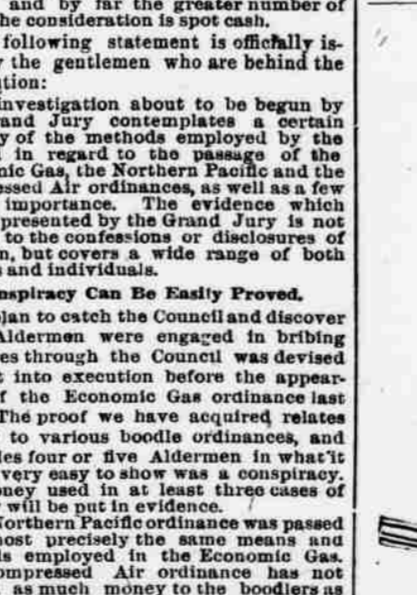 and by far the greater number of
he consideration is spot cash.
following statement is officially is-
the gentlemen who are behind the
tion:
investigation about to be begun by
and Jury contemplates a certain
y of the methods employed by the
in regard to the passage of the
nic Gas, the Northern Pacific and the
essed Air ordinances, as well as a few
importance. The evidence which
presented by the Grand Jury is not
to the confessions or disclosures of
n, but covers a wide range of both
s and individuals.
nspiracy Can Be Easily Proved.
lan to catch the Council and discover
Aldermen were engaged in bribing
es through the Council was devised
t into execution before the appear-
f the Economic Gas ordinance last
The proof we have acquired relates
to various boodle ordinances, and
les four or five Aldermen in what it
very easy to show was a conspiracy.
oney used in at least three cases of
will be put in evidence.
Northern Pacific ordinance was passed
most precisely the same means and
ls employed in the Economic Gas.
ompressed Air ordinance has not
as much money to the boodlers as